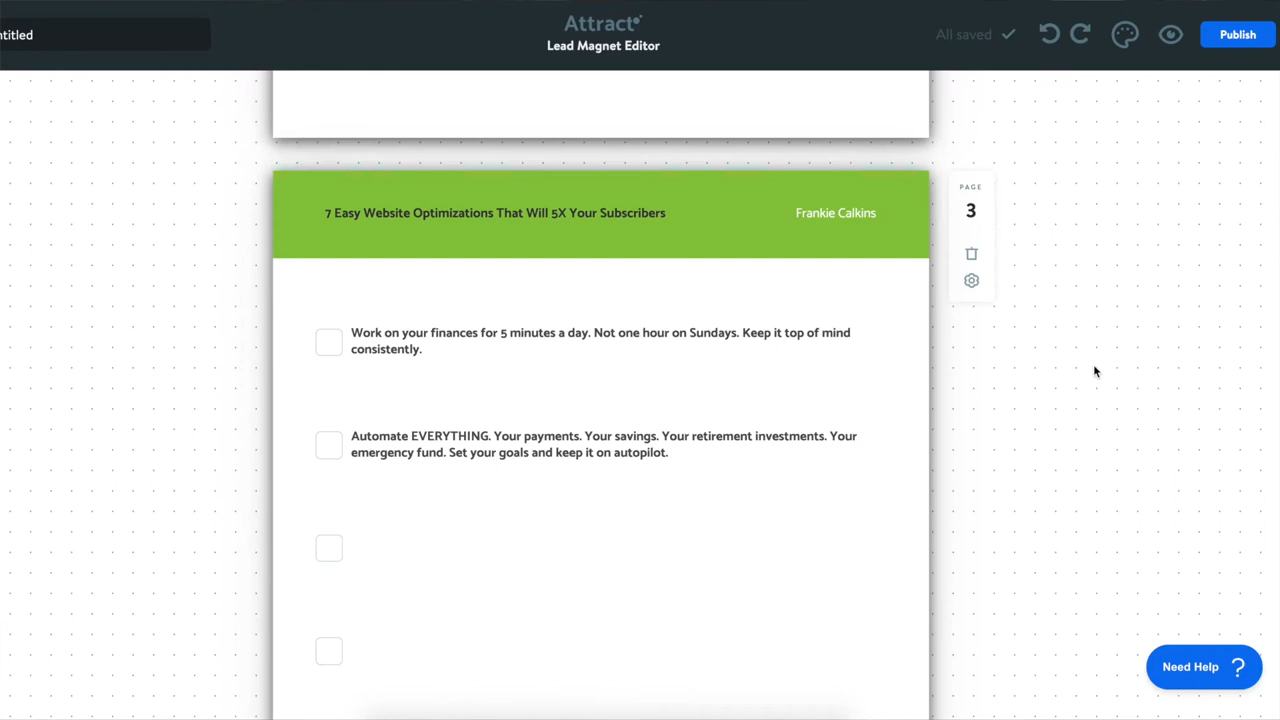 ntitled
Attract
Lead Magnet Editor
All saved
Publish
7 Easy Website Optimizations That Will 5X Your Subscribers
Frankie Calkins
PAGE
3
Work on your finances for 5 minutes a day. Not one hour on Sundays. Keep it top of mind
consistently.
Automate EVERYTHING. Your payments. Your savings. Your retirement investments. Your
emergency fund. Set your goals and keep it on autopilot.
Need Help ?